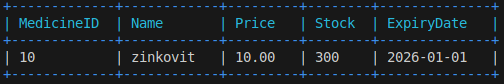 +------------+----------+-------+-------+------------+
| MedicineID | Name | Price | Stock | ExpiryDate |
+------------+----------+-------+-------+------------+
| 10 | zinkovit | 10.00 | 300 | 2026-01-01 |
+------------+----------+-------+-------+------------+